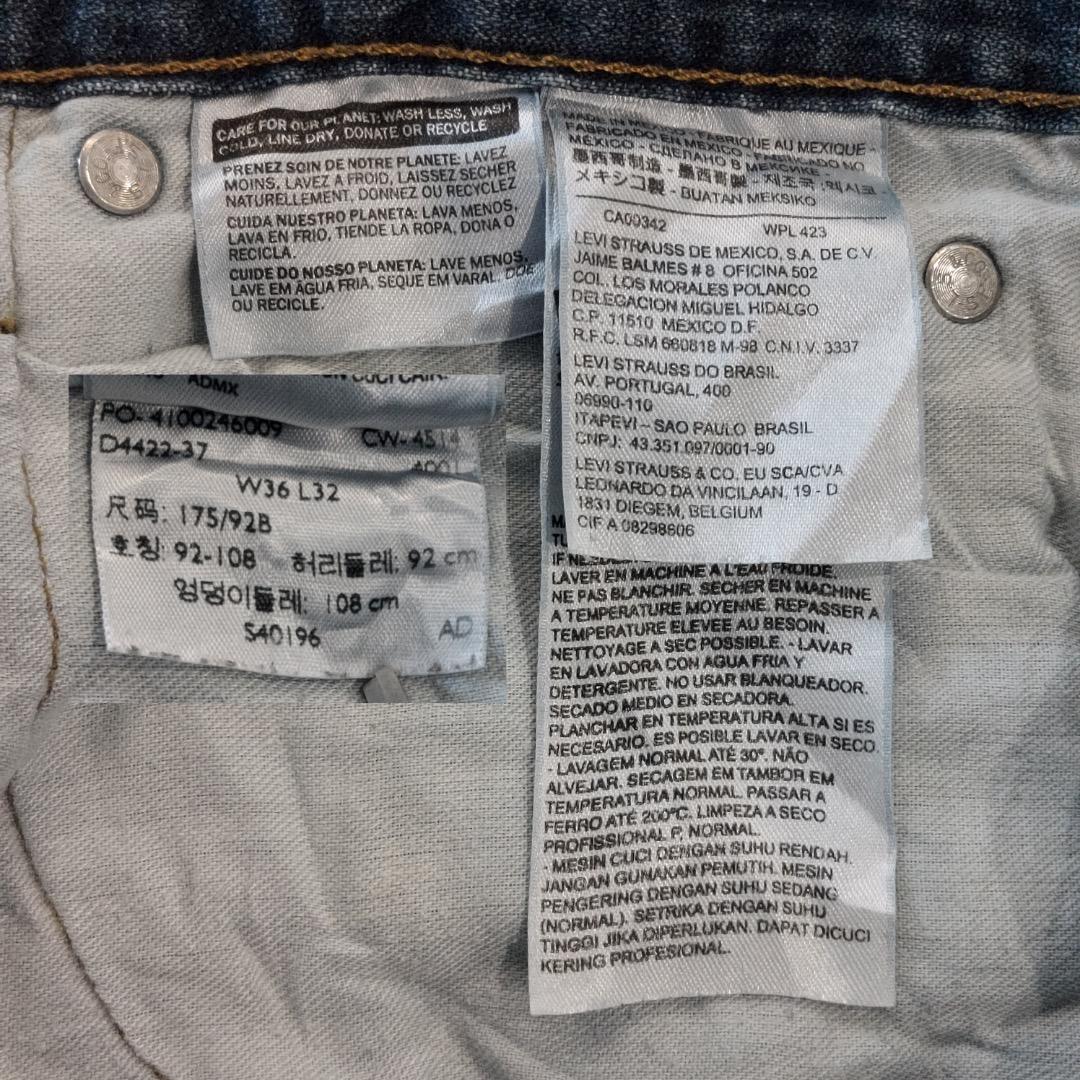 CARE FOR OUR PLANET: WASH LESS, WASH
COLD, LINE DRY, DONATE OR RECYCLE
PRENEZ SOIN DE NOTRE PLANETE: LAVEZ
MOINS, LAVEZ A FROID, LAISSEZ SÉCHER
NATURELLEMENT, DONNEZ OU RECYCLEZ
CUIDA NUESTRO PLANETA: LAVA MENOS,
LAVA EN FRIO, TIENDE LA ROPA, DONA O
RECICLA.
CUIDE DO NOSSO PLANETA: LAVE MENOS,
LAVE EM ÁGUA FRIA, SEQUE EM VARAL, DOE
OU RECICLE.
MADE IN MEXICO - FABRIQUE AU MEXIQUE -
FABRICADO EN MEXICO - FABRICADO NO
MÉXICO - СДЕЛАНО В МЕКСИКЕ -
墨西哥制造 - 墨西哥製 - 제조국 :멕시코
メキシコ製 - BUATAN MEKSIKO
CA00342 WPL 423
LEVI STRAUSS DE MEXICO, S.A. DE C.V.
JAIME BALMES # 8 OFICINA 502
COL. LOS MORALES POLANCO
DELEGACION MIGUEL HIDALGO
C.P. 11510 MEXICO D.F.
R.F.C. LSM 660818 M-98 C.N.I.V. 3337
LEVI STRAUSS DO BRASIL
AV. PORTUGAL, 400
06990-110
ITAPEVI – SAO PAULO BRASIL
CNPJ: 43.351.097/0001-90
LEVI STRAUSS & CO. EU SCA/CVA
LEONARDO DA VINCILAAN, 19 - D
1831 DIEGEM, BELGIUM
CIF A 08298606
ADMX
PO- 4100246009 CW- 4514
D4422-37
W36 L32
尺码: 175/92B
호칭: 92-108 허리둘레: 92 cm
엉덩이둘레: 108 cm
S40196 AD
IF NEEDED
LAVER EN MACHINE A L'EAU FROIDE.
NE PAS BLANCHIR. SECHER EN MACHINE
A TEMPERATURE MOYENNE. REPASSER A
TEMPERATURE ELEVEE AU BESOIN.
NETTOYAGE A SEC POSSIBLE. - LAVAR
EN LAVADORA CON AGUA FRIA Y
DETERGENTE. NO USAR BLANQUEADOR.
SECADO MEDIO EN SECADORA.
PLANCHAR EN TEMPERATURA ALTA SI ES
NECESARIO. ES POSIBLE LAVAR EN SECO.
- LAVAGEM NORMAL ATÉ 30°. NÃO
ALVEJAR. SECAGEM EM TAMBOR EM
TEMPERATURA NORMAL. PASSAR A
FERRO ATÉ 200°C. LIMPEZA A SECO
PROFISSIONAL P, NORMAL.
- MESIN CUCI DENGAN SUHU RENDAH.
JANGAN GUNAKAN PEMUTIH. MESIN
PENGERING DENGAN SUHU SEDANG
(NORMAL). SETRIKA DENGAN SUHU
TINGGI JIKA DIPERLUKAN. DAPAT DICUCI
KERING PROFESIONAL.